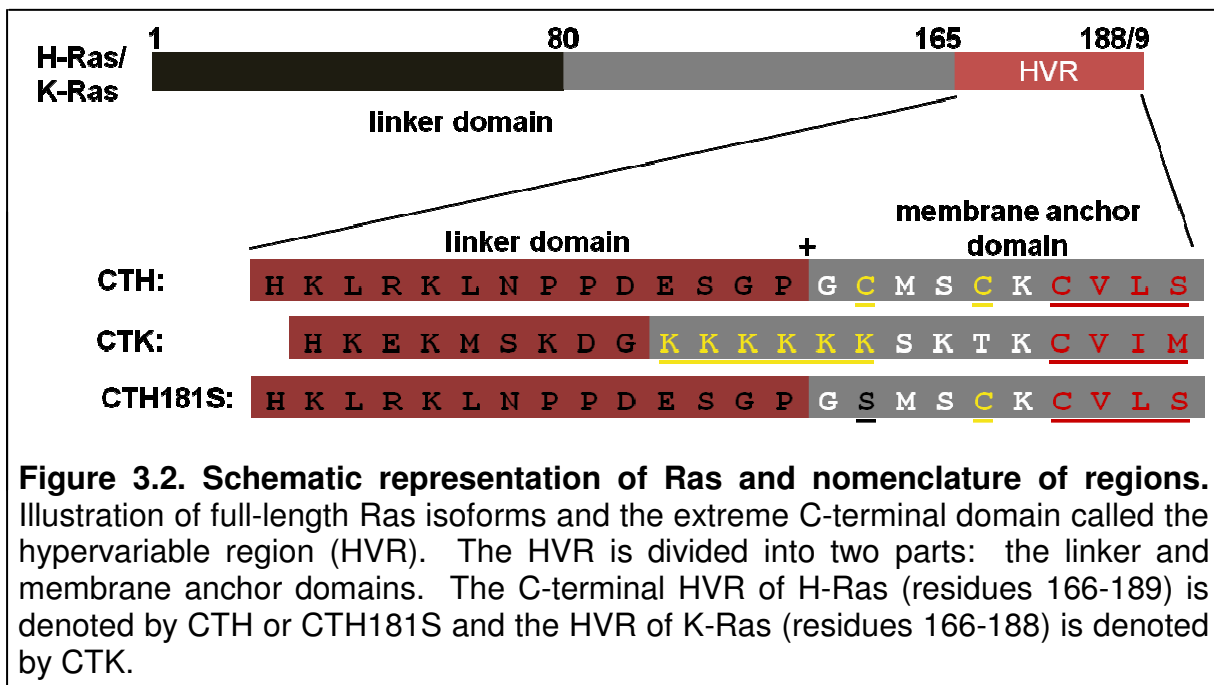 1 80 165 188/9
H-Ras/ HVR
K-Ras
linker domain
membrane anchor
linker domain + domain
CTH: H K L R K L N P P D E S G P G C M S C K C V L S
CTK: H K E K M S K D G K K K K K K S K T K C V I M
CTH181S: H K L R K L N P P D E S G P G S M S C K C V L S
Figure 3.2. Schematic representation of Ras and nomenclature of regions.
Illustration of full-length Ras isoforms and the extreme C-terminal domain called the
hypervariable region (HVR). The HVR is divided into two parts: the linker and
membrane anchor domains. The C-terminal HVR of H-Ras (residues 166-189) is
denoted by CTH or CTH181S and the HVR of K-Ras (residues 166-188) is denoted
by CTK.